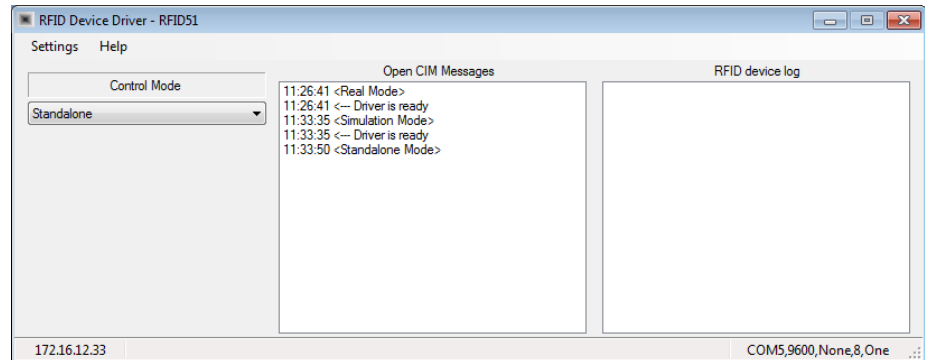 RFID Device Driver - RFID51
Settings Help
Control Mode
Standalone
Open CIM Messages
11:26:41 <Real Mode>
11:26:41 <--- Driver is ready
11:33:35 <Simulation Mode>
11:33:35 <--- Driver is ready
11:33:50 <Standalone Mode>
RFID device log
172.16.12.33
COM5,9600,None,8,One